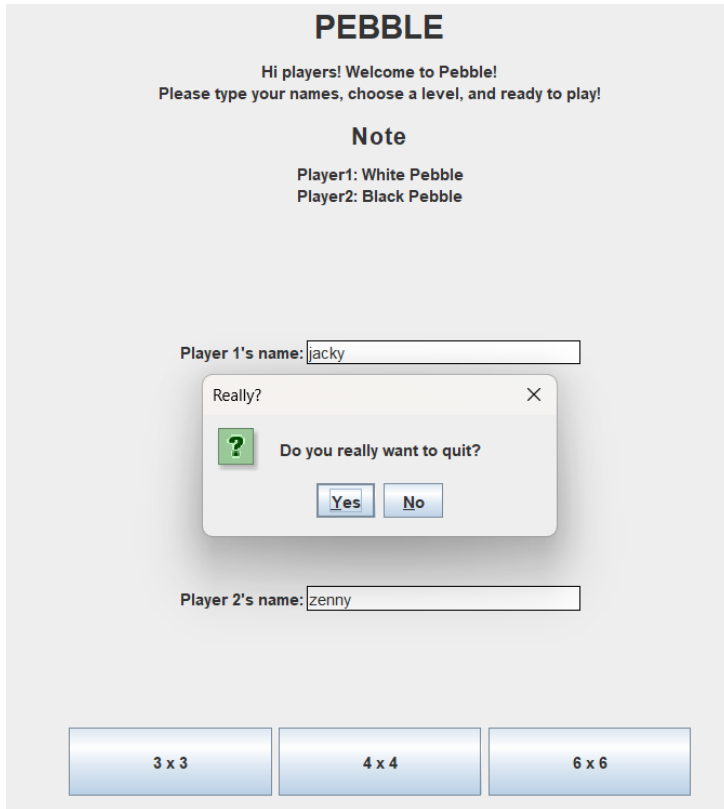 PEBBLE
Hi players! Welcome to Pebble!
Please type your names, choose a level, and ready to play!
Note
Player1: White Pebble
Player2: Black Pebble
Player 1's name: jacky
Really?
?
Do you really want to quit?
Yes No
Player 2's name: zenny
3 x 3 4 x 4 6 x 6